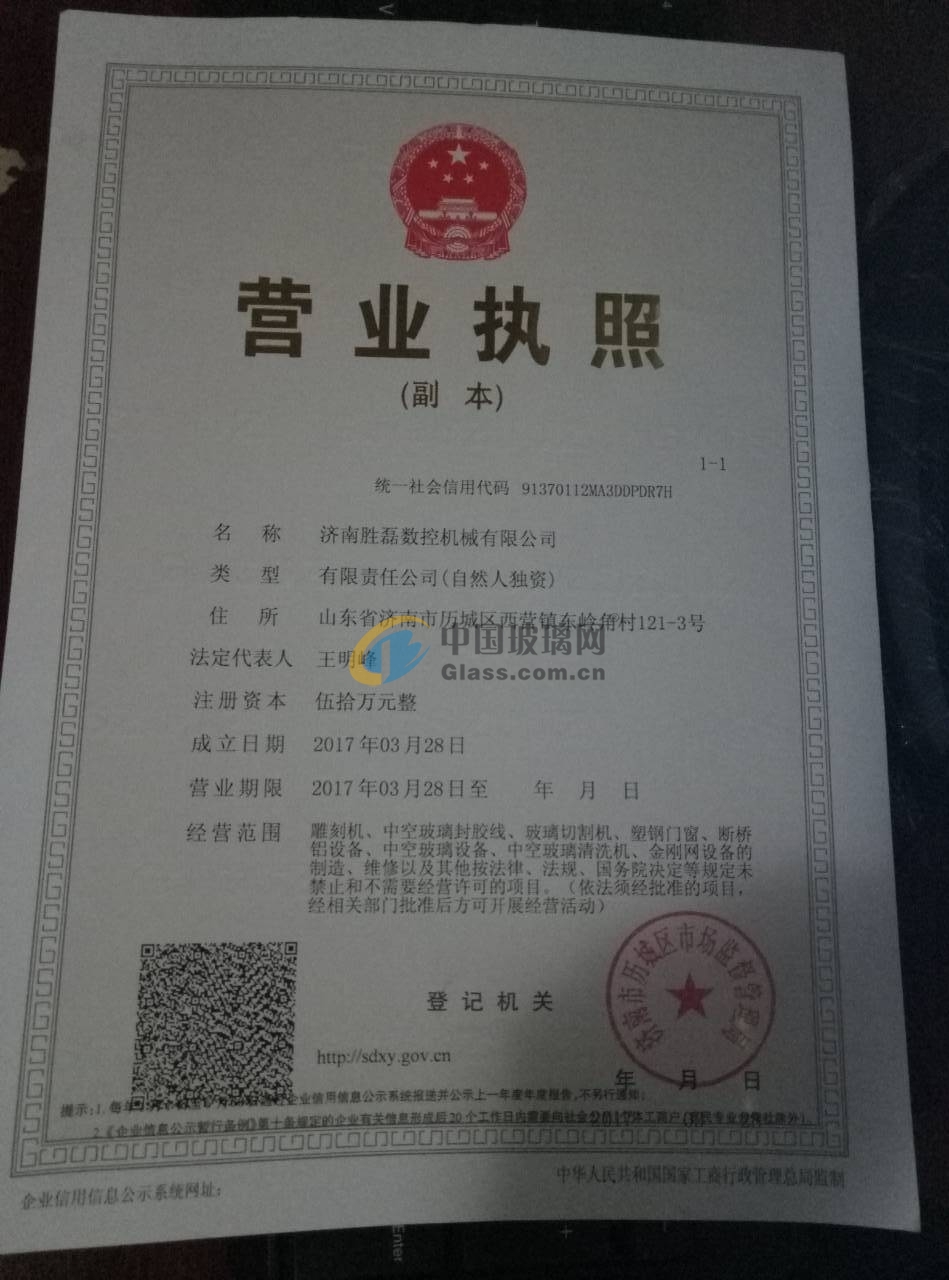 营业执照
(副 本)
1-1
统一社会信用代码 91370112MA3DDPDR7H
名 称 济南胜磊数控机械有限公司
类 型 有限责任公司(自然人独资)
住 所 山东省济南市历城区西营镇东岭角村121-3号
中国玻璃网
法定代表人 王明峰
Glass.com.cn
注册资本 伍拾万元整
成立日期 2017年03月28日
营业期限 2017年03月28日至 年 月 日
经营范围 雕刻机、中空玻璃封胶线、玻璃切割机、塑钢门窗、断桥
铝设备、中空玻璃设备、中空玻璃清洗机、金刚网设备的
制造、维修以及其他按法律、法规、国务院决定等规定未
禁止和不需要经营许可的项目。（依法须经批准的项目，
经相关部门批准后方可开展经营活动）
济南市历城区市场监督管理局
登记机关
http://sdxy.gov.cn
年 月 日
提示：1. 每年 企业信用信息公示系统报送并公示上一年度年度报告，不另行通知；
2.《企业信息公示暂行条例》第十条规定的企业有关信息形成后20个工作日内需要向社会公示（个体工商户、农民专业合作社除外）。
2017 03 28
企业信用信息公示系统网址：
中华人民共和国国家工商行政管理总局监制
Enter
+